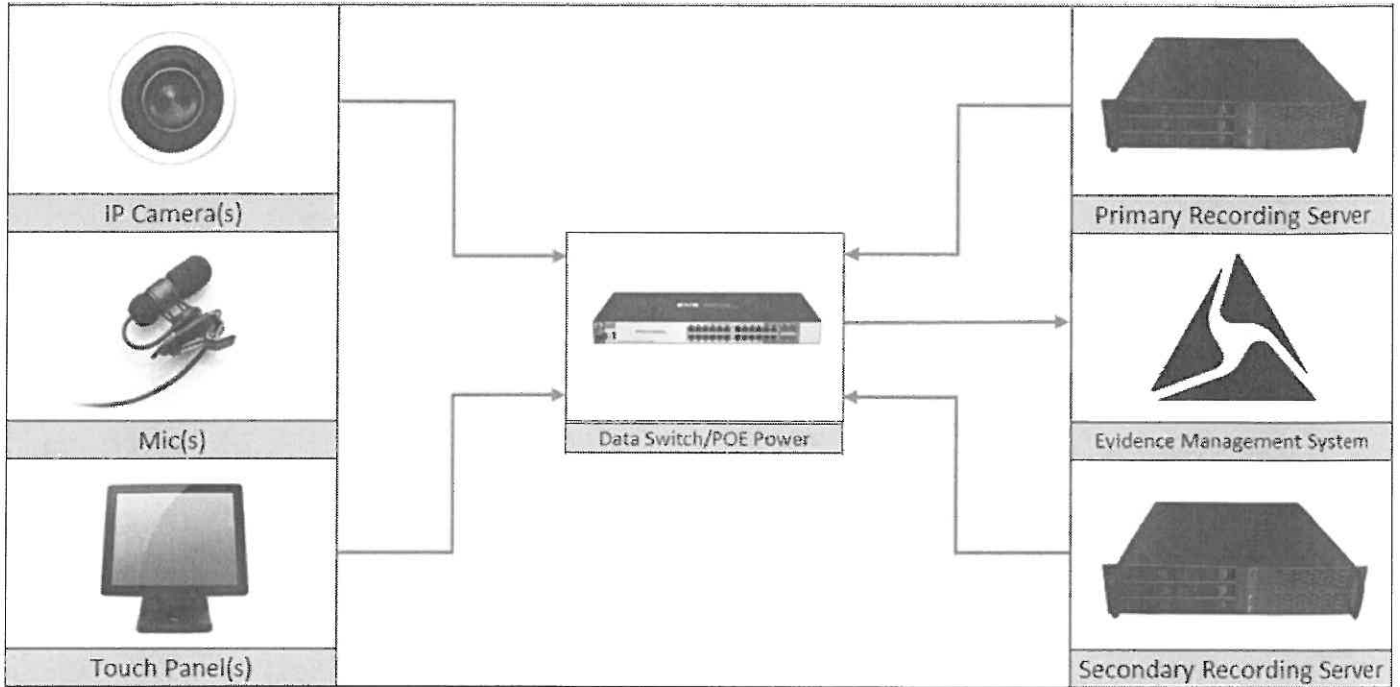 IP Camera(s)
Mic(s)
Touch Panel(s)
Data Switch/POE Power
Primary Recording Server
Evidence Management System
Secondary Recording Server